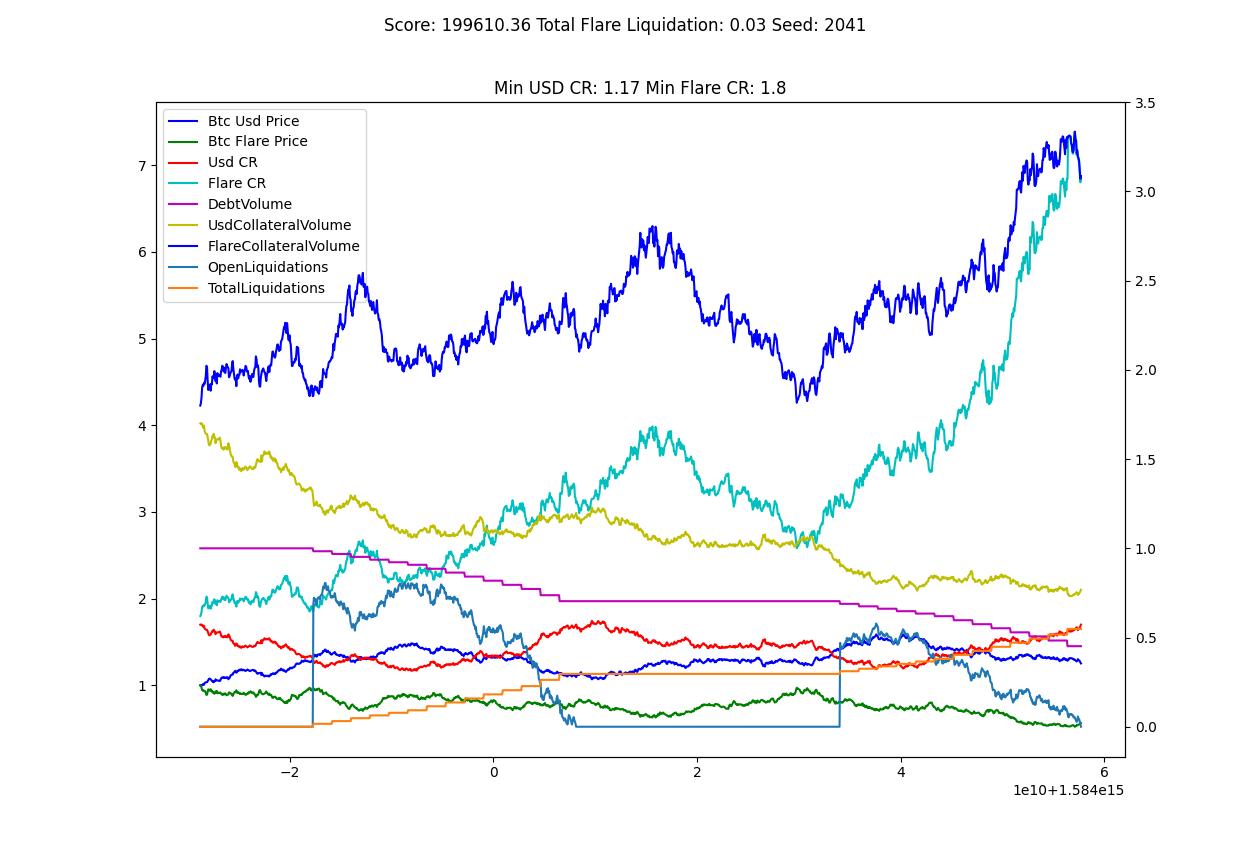 Score: 199610.36 Total Flare Liquidation: 0.03 Seed: 2041
Min USD CR: 1.17 Min Flare CR: 1.8
Btc Usd Price
Btc Flare Price
Usd CR
Flare CR
DebtVolume
UsdCollateralVolume
FlareCollateralVolume
OpenLiquidations
TotalLiquidations
7
6
5
4
3
2
1
3.5
3.0
2.5
2.0
1.5
1.0
0.5
0.0
−2 0 2 4 6
1e10+1.584e15